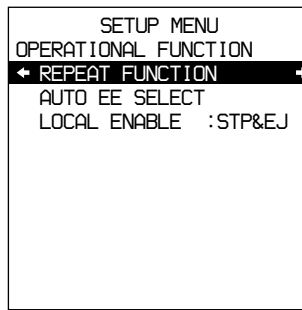 SETUP MENU
OPERATIONAL FUNCTION
REPEAT FUNCTION
AUTO EE SELECT
LOCAL ENABLE :STP&EJ